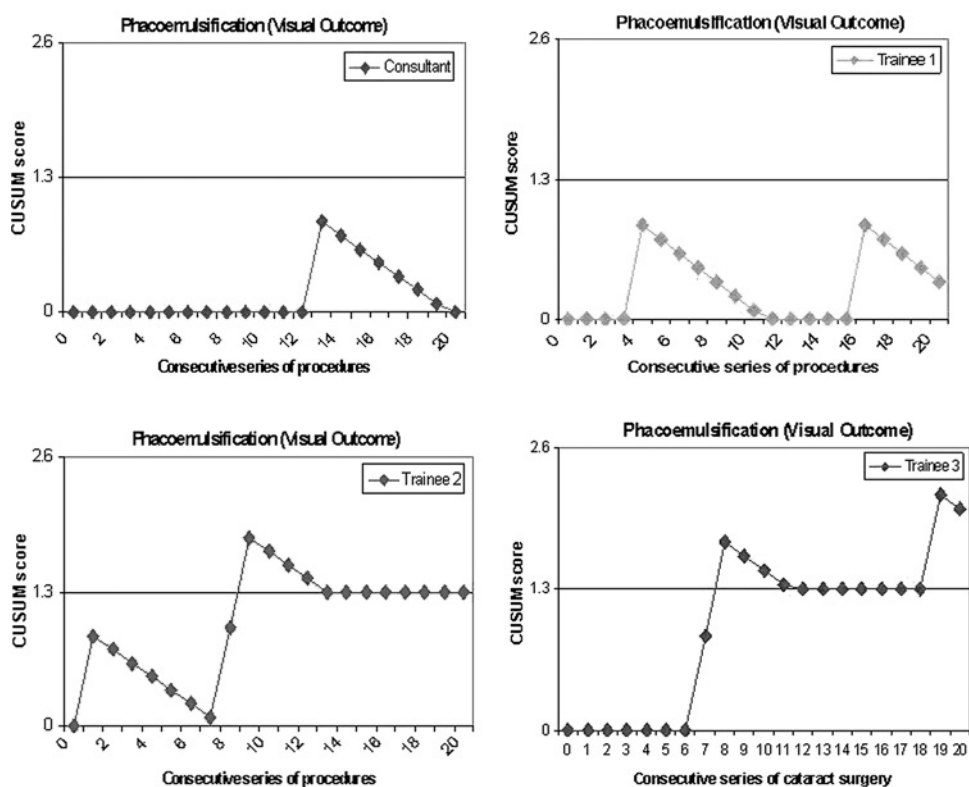 Phacoemulsification (Visual Outcome)
2.6
Consultant
CUSUM score
1.3
0
0 2 4 6 8 10 12 14 16 18 20
Consecutive series of procedures
Phacoemulsification (Visual Outcome)
2.6
Trainee 1
CUSUM score
1.3
0
0 2 4 6 8 10 12 14 16 18 20
Consecutive series of procedures
Phacoemulsification (Visual Outcome)
2.6
Trainee 2
CUSUM score
1.3
0
0 2 4 6 8 10 12 14 16 18 20
Consecutive series of procedures
Phacoemulsification (Visual Outcome)
2.6
Trainee 3
CUSUM score
1.3
0
0 1 2 3 4 5 6 7 8 9 10 11 12 13 14 15 16 17 18 19 20
Consecutive series of cataract surgery